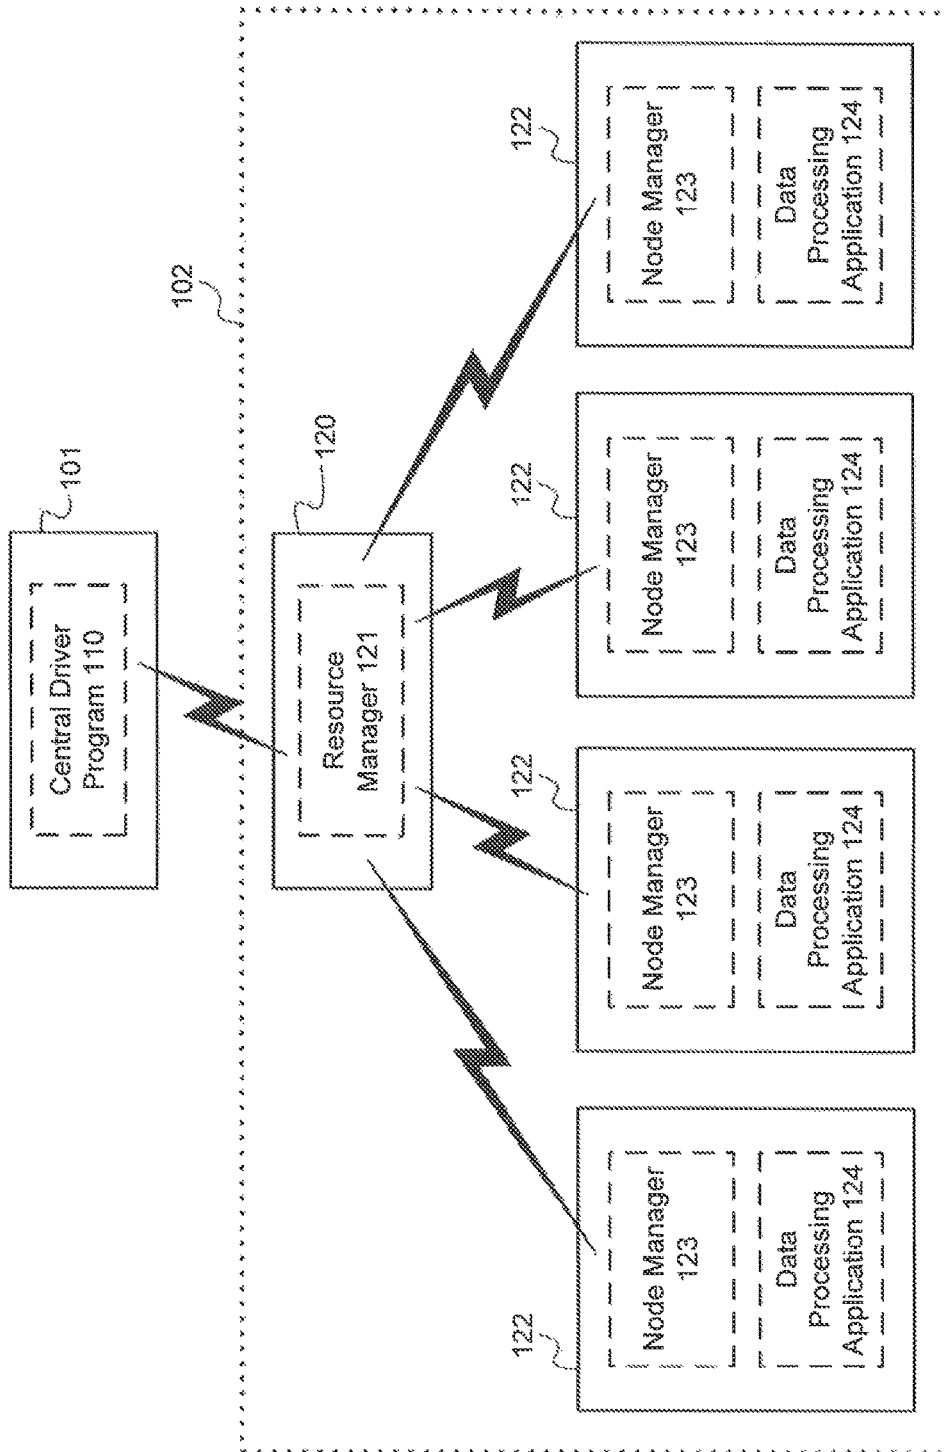 101
Central Driver
Program 110
102
120
Resource
Manager 121
122
Node Manager
123
Data
Processing
Application 124
122
Node Manager
123
Data
Processing
Application 124
122
Node Manager
123
Data
Processing
Application 124
122
Node Manager
123
Data
Processing
Application 124